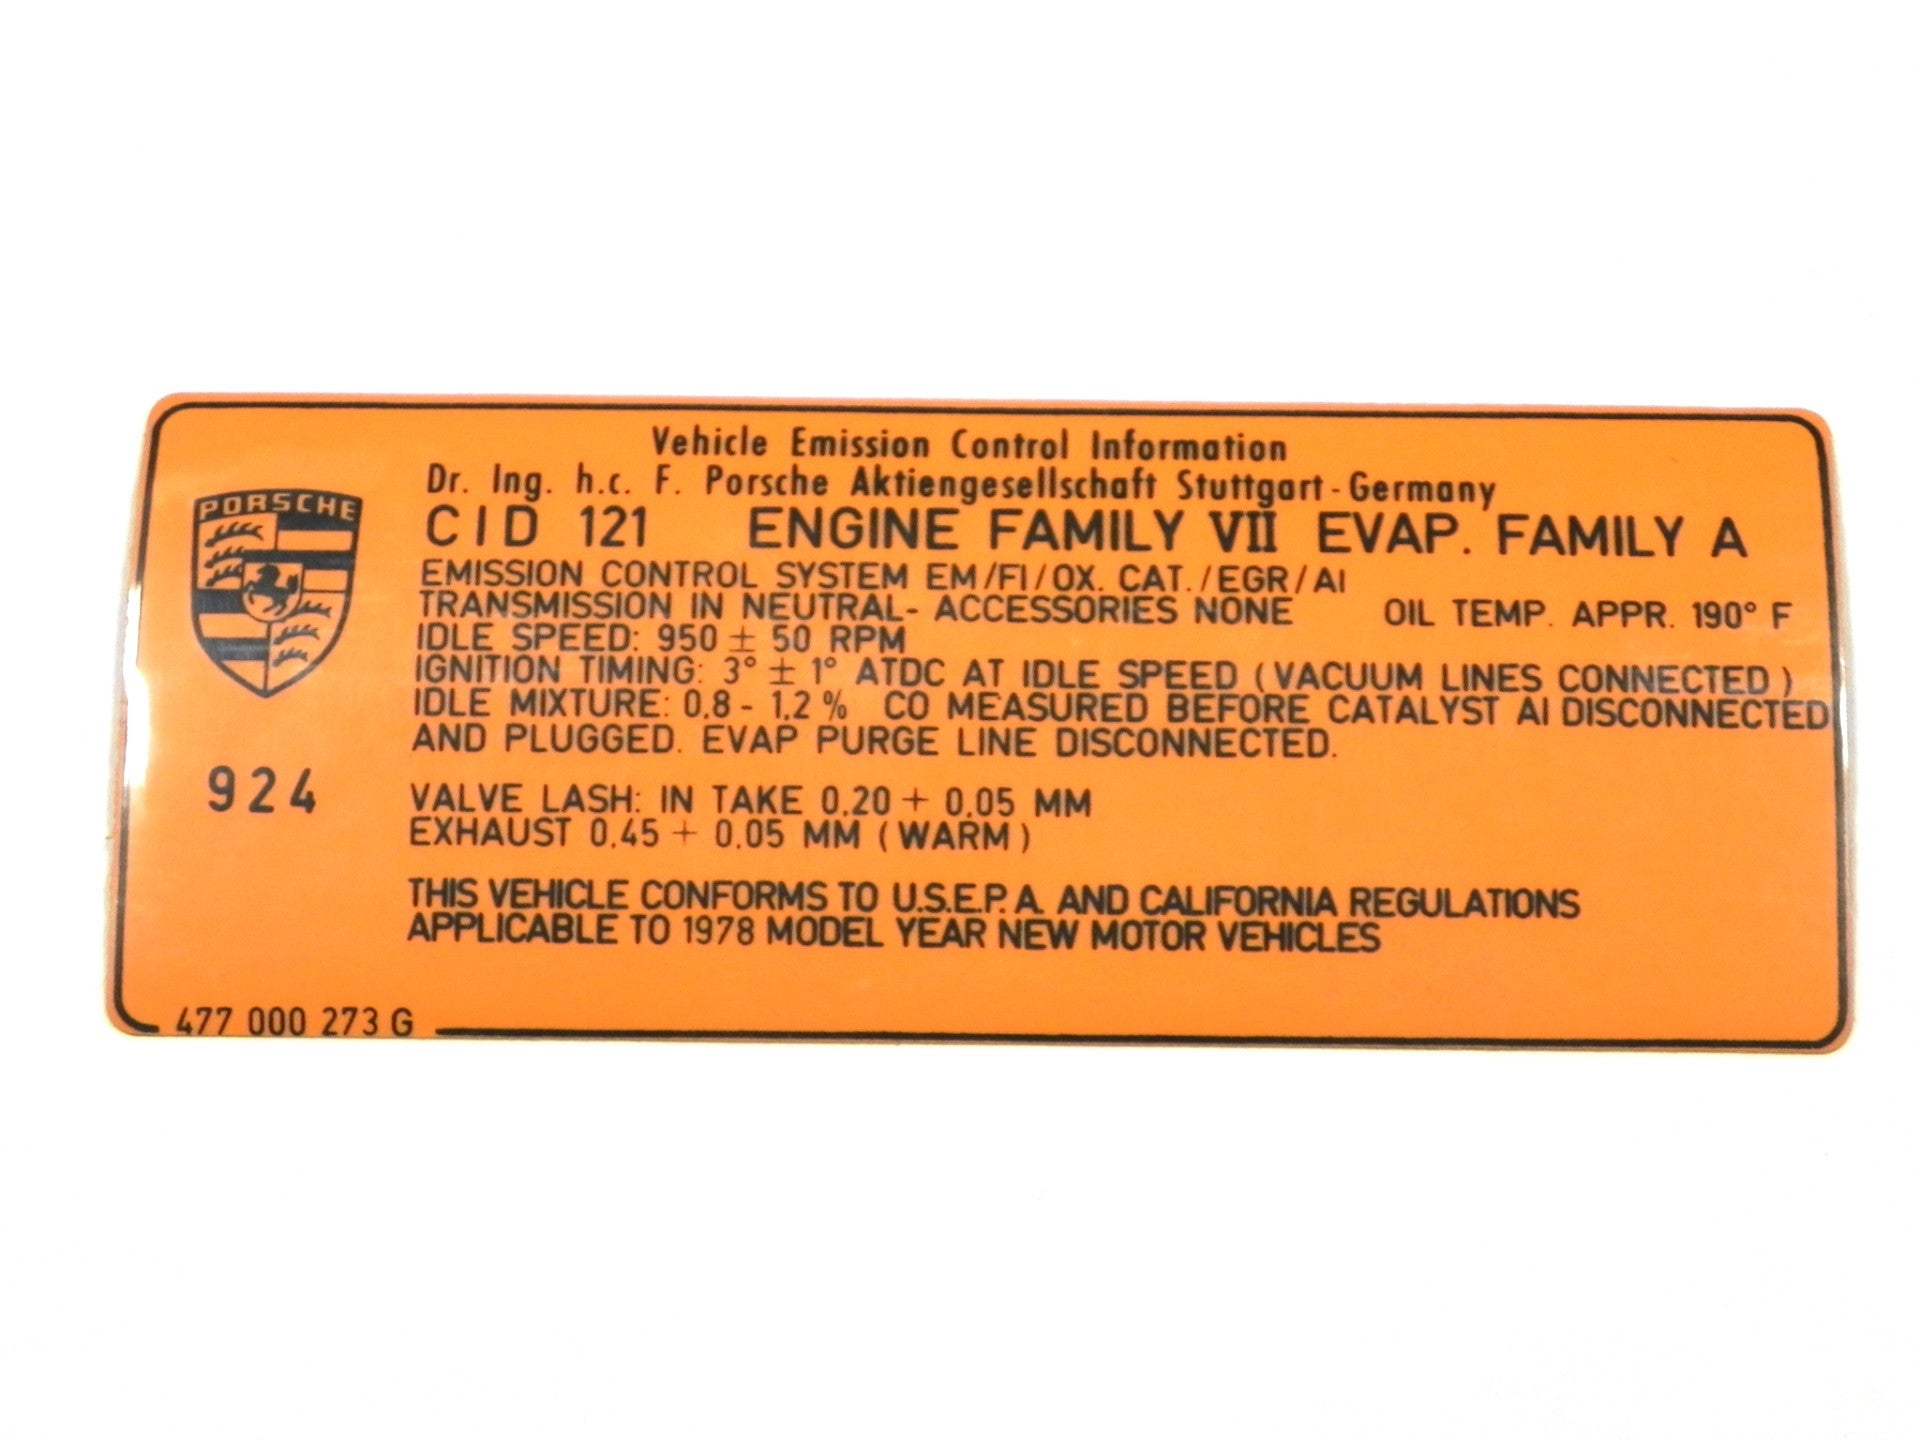 Vehicle Emission Control Information
Dr. Ing. h.c. F. Porsche Aktiengesellschaft Stuttgart - Germany
PORSCHE
CID 121 ENGINE FAMILY VII EVAP. FAMILY A
EMISSION CONTROL SYSTEM EM/FI/OX. CAT./EGR/AI
TRANSMISSION IN NEUTRAL- ACCESSORIES NONE OIL TEMP. APPR. 190° F
IDLE SPEED: 950 ± 50 RPM
IGNITION TIMING: 3° ± 1° ATDC AT IDLE SPEED (VACUUM LINES CONNECTED)
IDLE MIXTURE: 0.8 - 1.2 % CO MEASURED BEFORE CATALYST AI DISCONNECTED
AND PLUGGED. EVAP PURGE LINE DISCONNECTED.
924
VALVE LASH: IN TAKE 0.20 + 0.05 MM
EXHAUST 0.45 + 0.05 MM (WARM)
THIS VEHICLE CONFORMS TO U.S.E.P.A. AND CALIFORNIA REGULATIONS
APPLICABLE TO 1978 MODEL YEAR NEW MOTOR VEHICLES
477 000 273 G